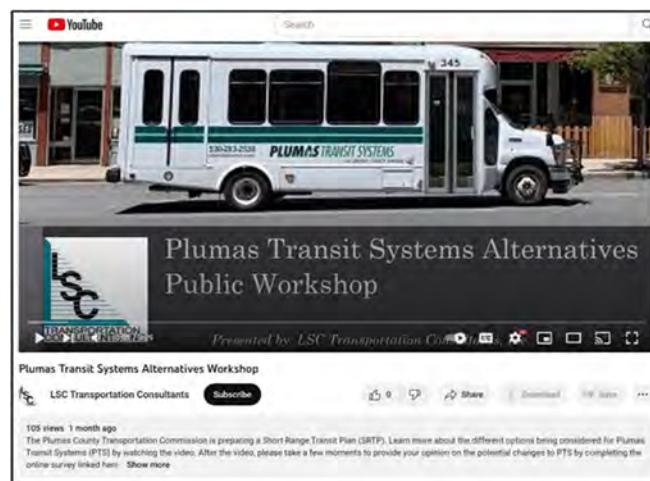 YouTube
Search
345
530-283-2538 PLUMAS TRANSIT SYSTEMS
Plumas Transit Systems Alternatives
Public Workshop
LSC
TRANSPORTATION
Presented by LSC Transportation
Plumas Transit Systems Alternatives Workshop
LSC Transportation Consultants Subscribe 0 Share Download Save
105 views 1 month ago
The Plumas County Transportation Commission is preparing a Short Range Transit Plan (SRTP). Learn more about the different options being considered for Plumas
Transit Systems (PTS) by watching the video. After the video, please take a few moments to provide your opinion on the potential changes to PTS by completing the
online survey linked here Show more